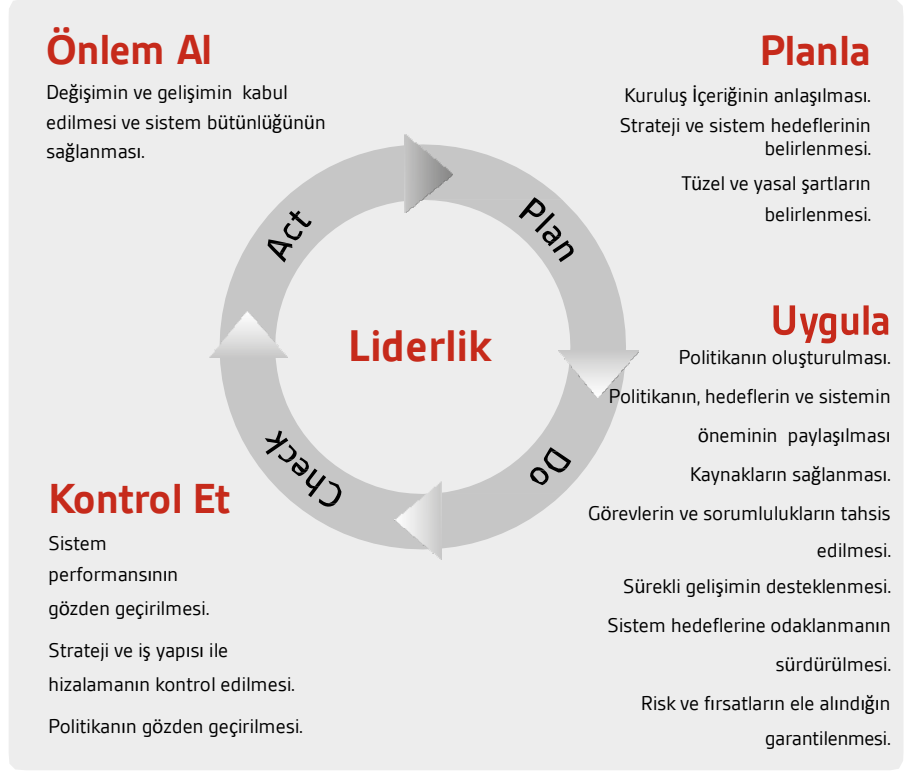 Önlem Al
Değişimin ve gelişimin kabul
edilmesi ve sistem bütünlüğünün
sağlanması.
Planla
Kuruluş İçeriğinin anlaşılması.
Strateji ve sistem hedeflerinin
belirlenmesi.
Tüzel ve yasal şartların
belirlenmesi.
Act
Plan
Liderlik
Check
Do
Uygula
Politikanın oluşturulması.
Politikanın, hedeflerin ve sistemin
öneminin paylaşılması
Kaynakların sağlanması.
Görevlerin ve sorumlulukların tahsis
edilmesi.
Sürekli gelişimin desteklenmesi.
Sistem hedeflerine odaklanmanın
sürdürülmesi.
Risk ve fırsatların ele alındığın
garantilenmesi.
Kontrol Et
Sistem
performansının
gözden geçirilmesi.
Strateji ve iş yapısı ile
hizalamanın kontrol edilmesi.
Politikanın gözden geçirilmesi.